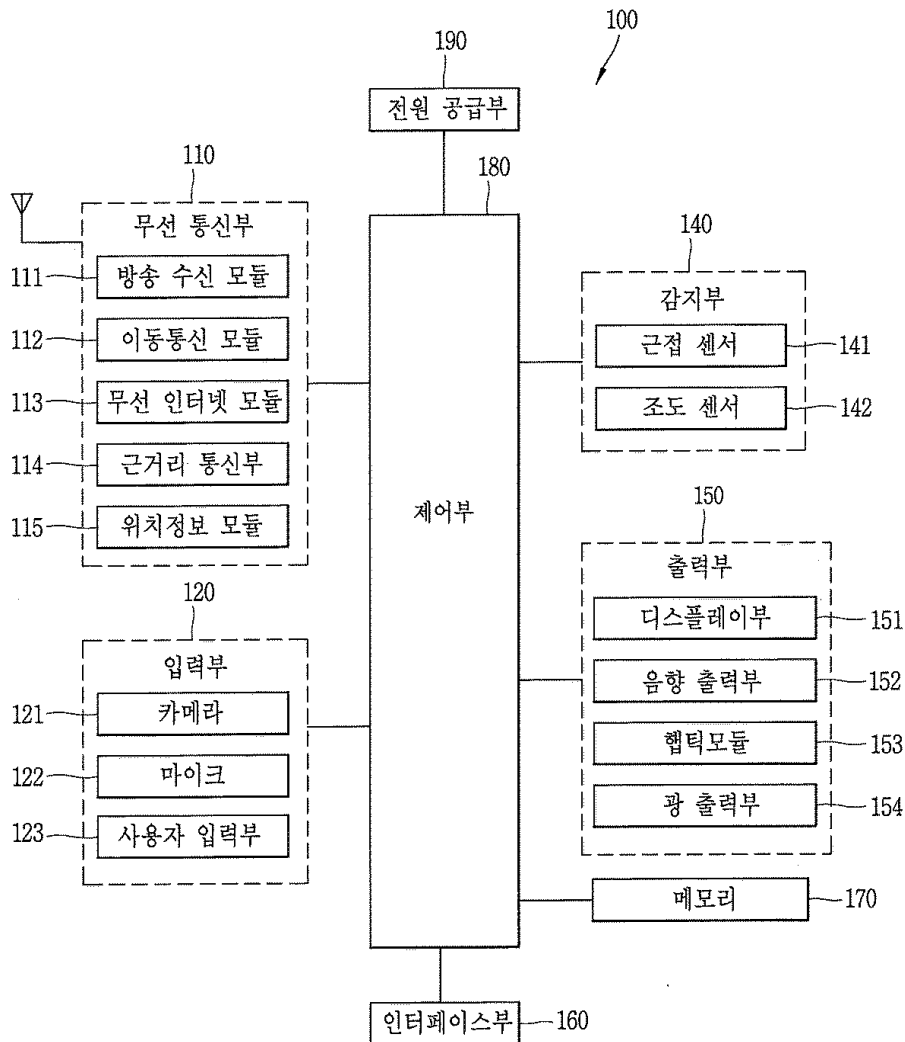 100
190
전원 공급부
110
180
무선 통신부
111 방송 수신 모듈
112 이동통신 모듈
113 무선 인터넷 모듈
114 근거리 통신부
115 위치정보 모듈
120
입력부
121 카메라
122 마이크
123 사용자 입력부
제어부
140
감지부
근접 센서 141
조도 센서 142
150
출력부
디스플레이부 151
음향 출력부 152
햅틱모듈 153
광 출력부 154
메모리 170
인터페이스부 160